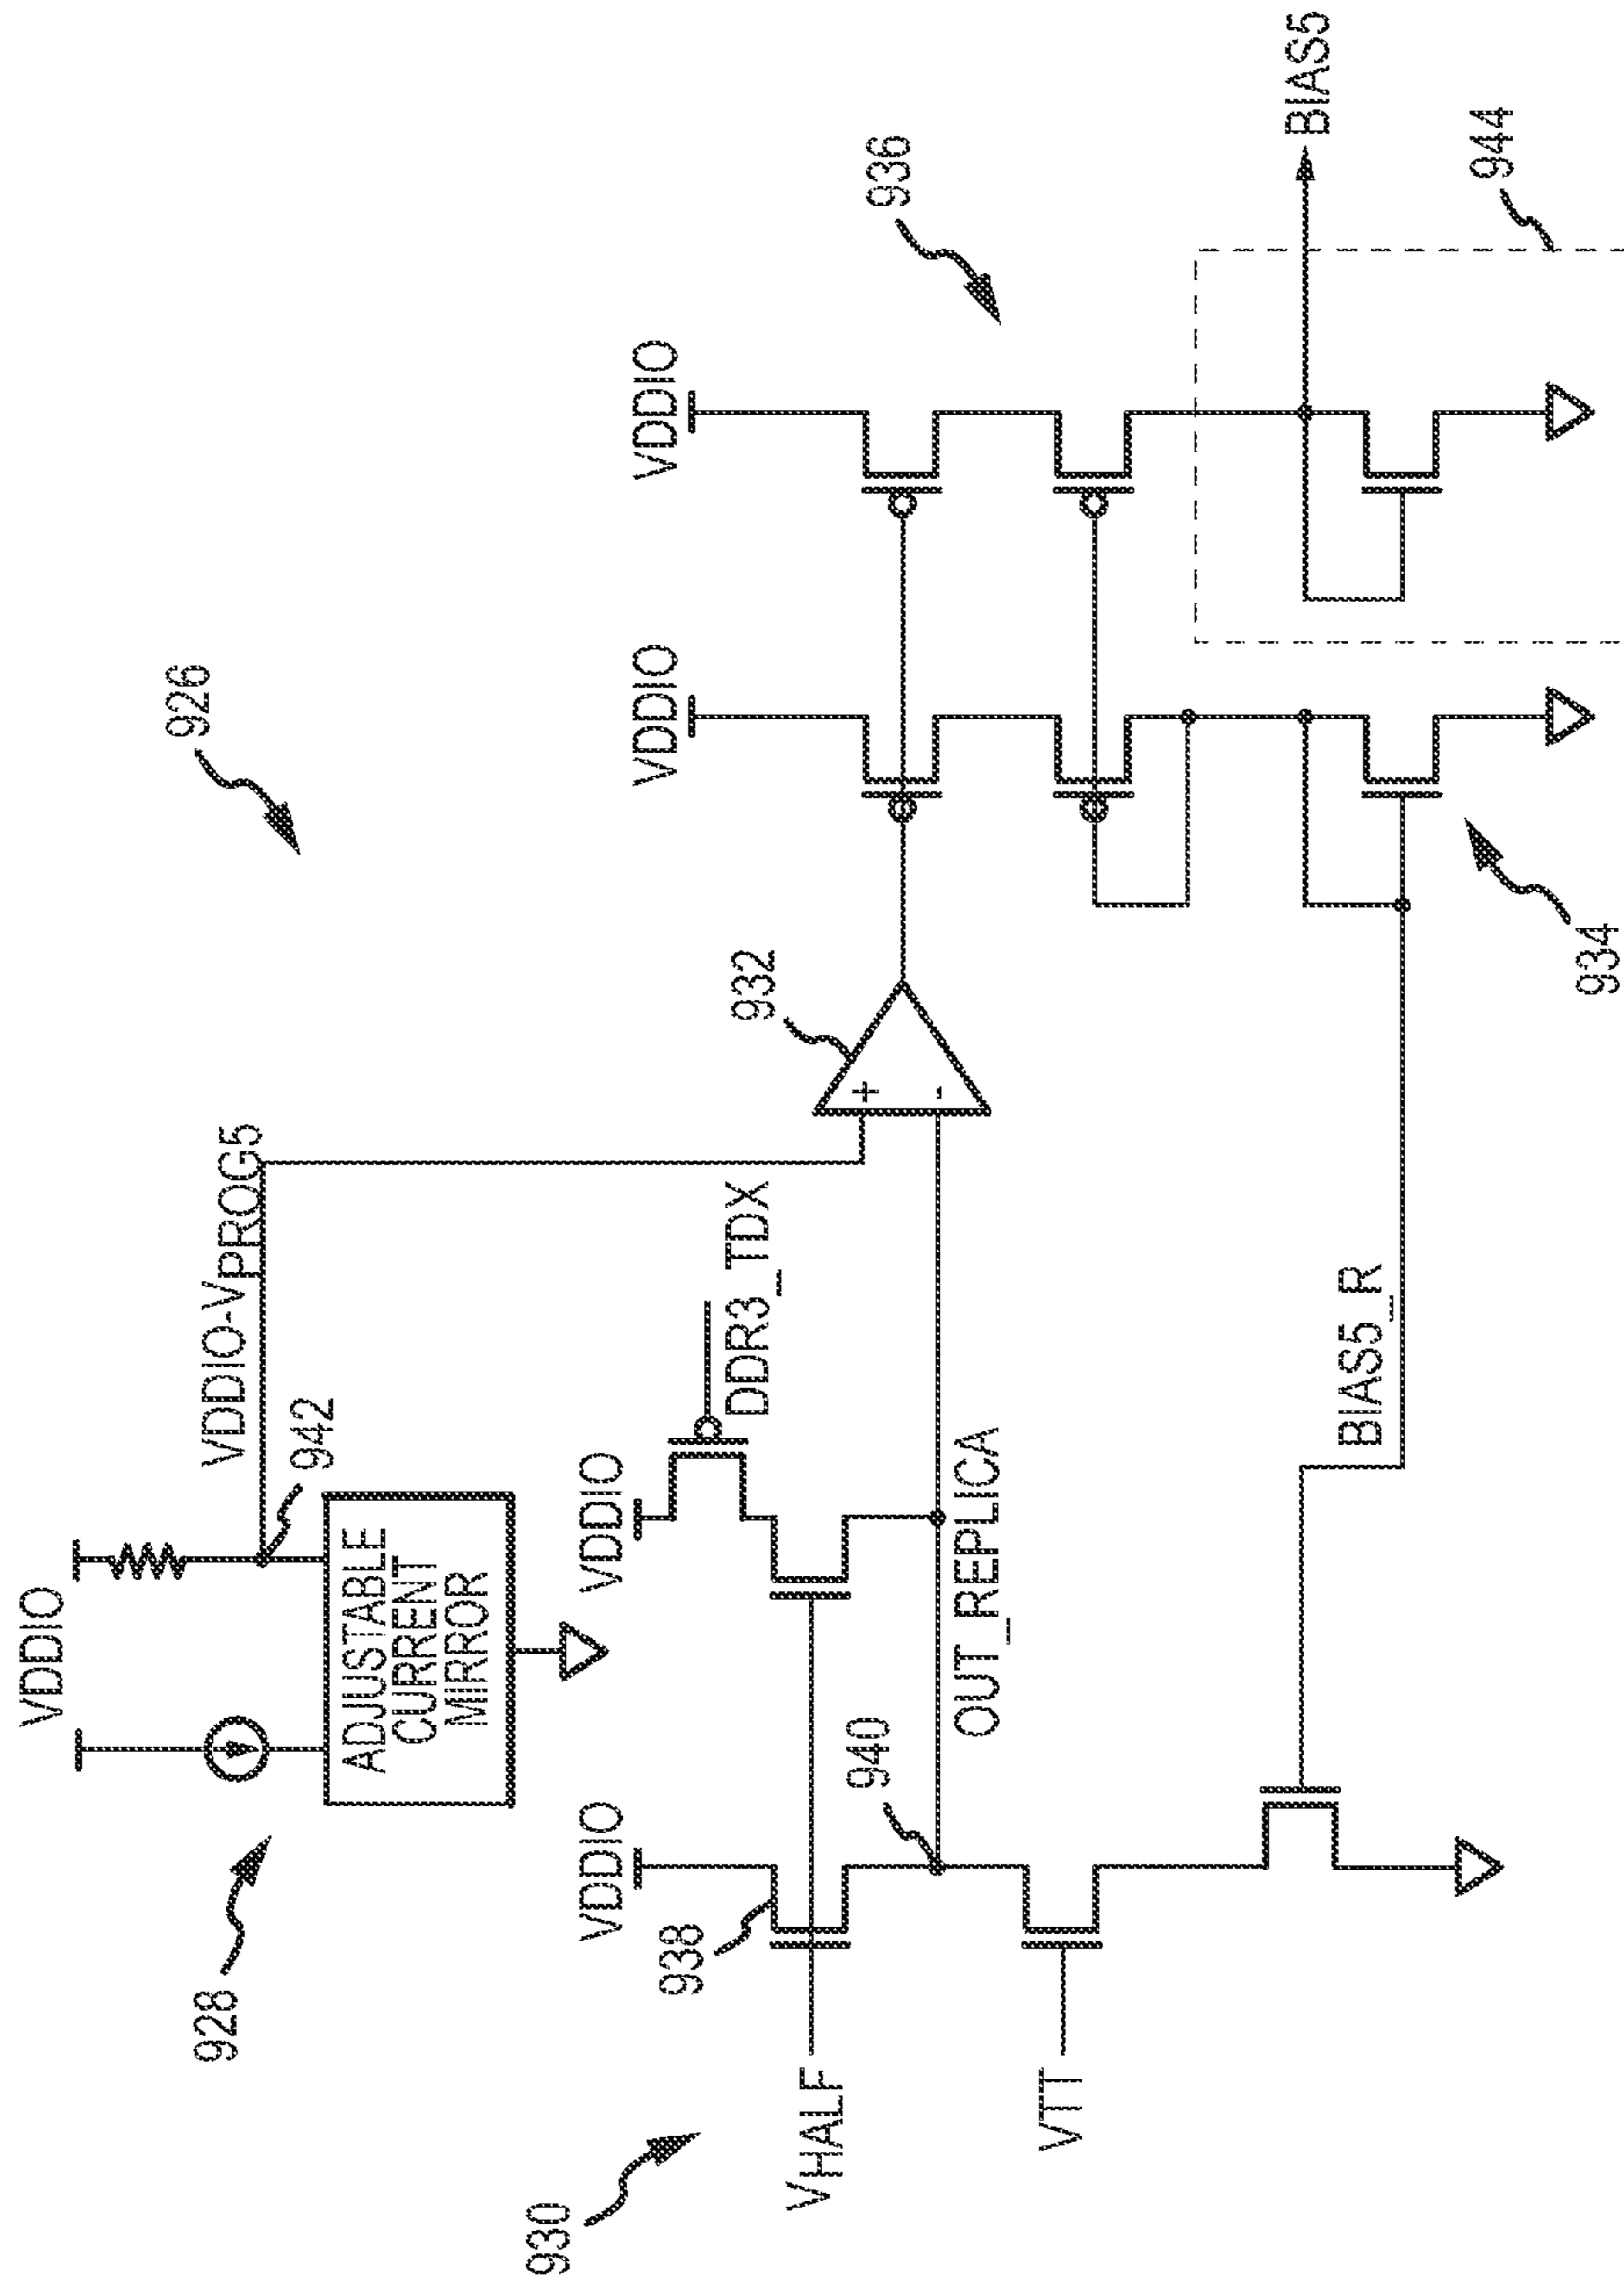 VDDIO
926
928
VDDIO-VPROG5
942
ADJUSTABLE
CURRENT
MIRROR
930
VDDIO
VDDIO
VDDIO
VDDIO
938
DDR3_TDX
932
VHALF
+
-
940
936
OUT_REPLICA
VTT
BIAS5
BIAS5_R
944
934